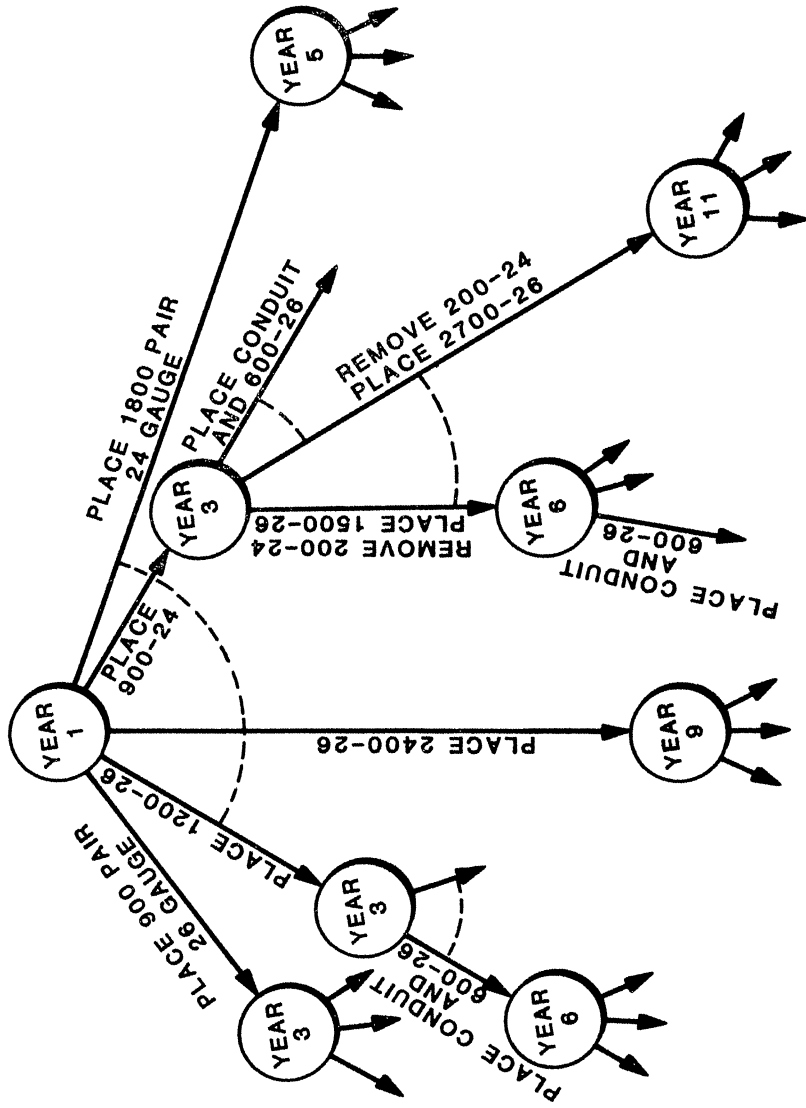 YEAR
1
PLACE 1800 PAIR
24 GAUGE
YEAR
5
PLACE
900-24
YEAR
3
PLACE CONDUIT
AND 600-26
REMOVE 200-24
PLACE 2700-26
YEAR
11
REMOVE 200-24
PLACE 1500-26
YEAR
6
PLACE CONDUIT
AND
600-26
PLACE 2400-26
YEAR
9
PLACE 1200-26
YEAR
3
PLACE CONDUIT
AND
600-26
YEAR
6
PLACE 900 PAIR
26 GAUGE
YEAR
3